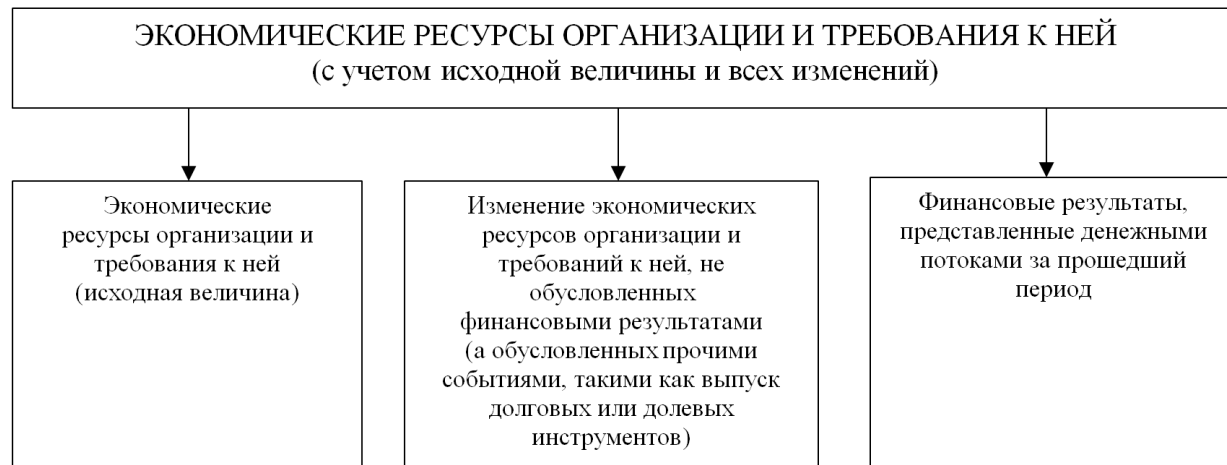 ЭКОНОМИЧЕСКИЕ РЕСУРСЫ ОРГАНИЗАЦИИ И ТРЕБОВАНИЯ К НЕЙ
(с учетом исходной величины и всех изменений)
Экономические
ресурсы организации и
требования к ней
(исходная величина)
Изменение экономических
ресурсов организации и
требований к ней, не
обусловленных
финансовыми результатами
(а обусловленных прочими
событиями, такими как выпуск
долговых или долевых
инструментов)
Финансовые результаты,
представленные денежными
потоками за прошедший
период